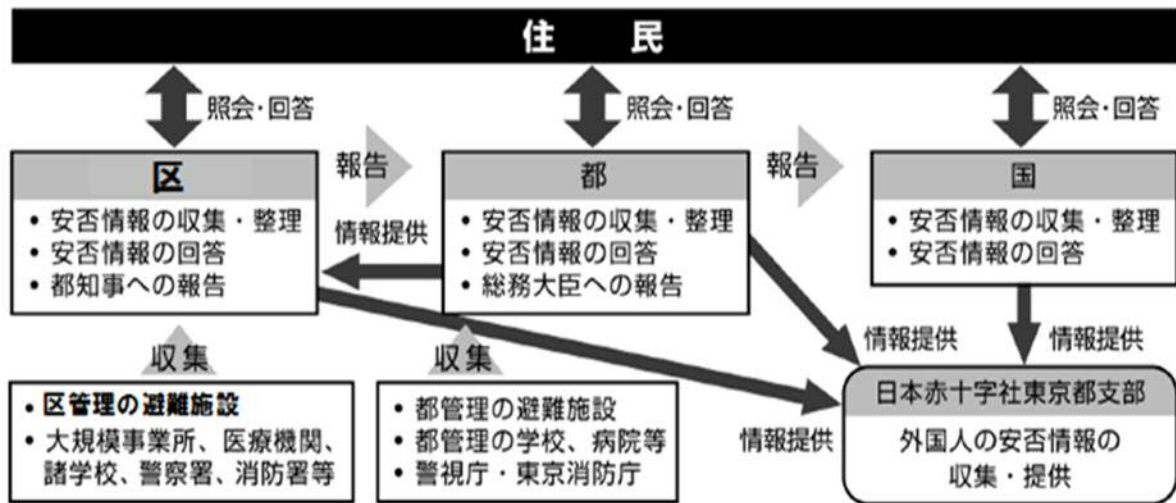 住　民
照会・回答
照会・回答
照会・回答
区
• 安否情報の収集・整理
• 安否情報の回答
• 都知事への報告
報告
情報提供
都
• 安否情報の収集・整理
• 安否情報の回答
• 総務大臣への報告
報告
国
• 安否情報の収集・整理
• 安否情報の回答
収集
• 区管理の避難施設
• 大規模事業所、医療機関、
諸学校、警察署、消防署等
収集
• 都管理の避難施設
• 都管理の学校、病院等
• 警視庁・東京消防庁
情報提供
情報提供
情報提供
日本赤十字社東京都支部
外国人の安否情報の
収集・提供